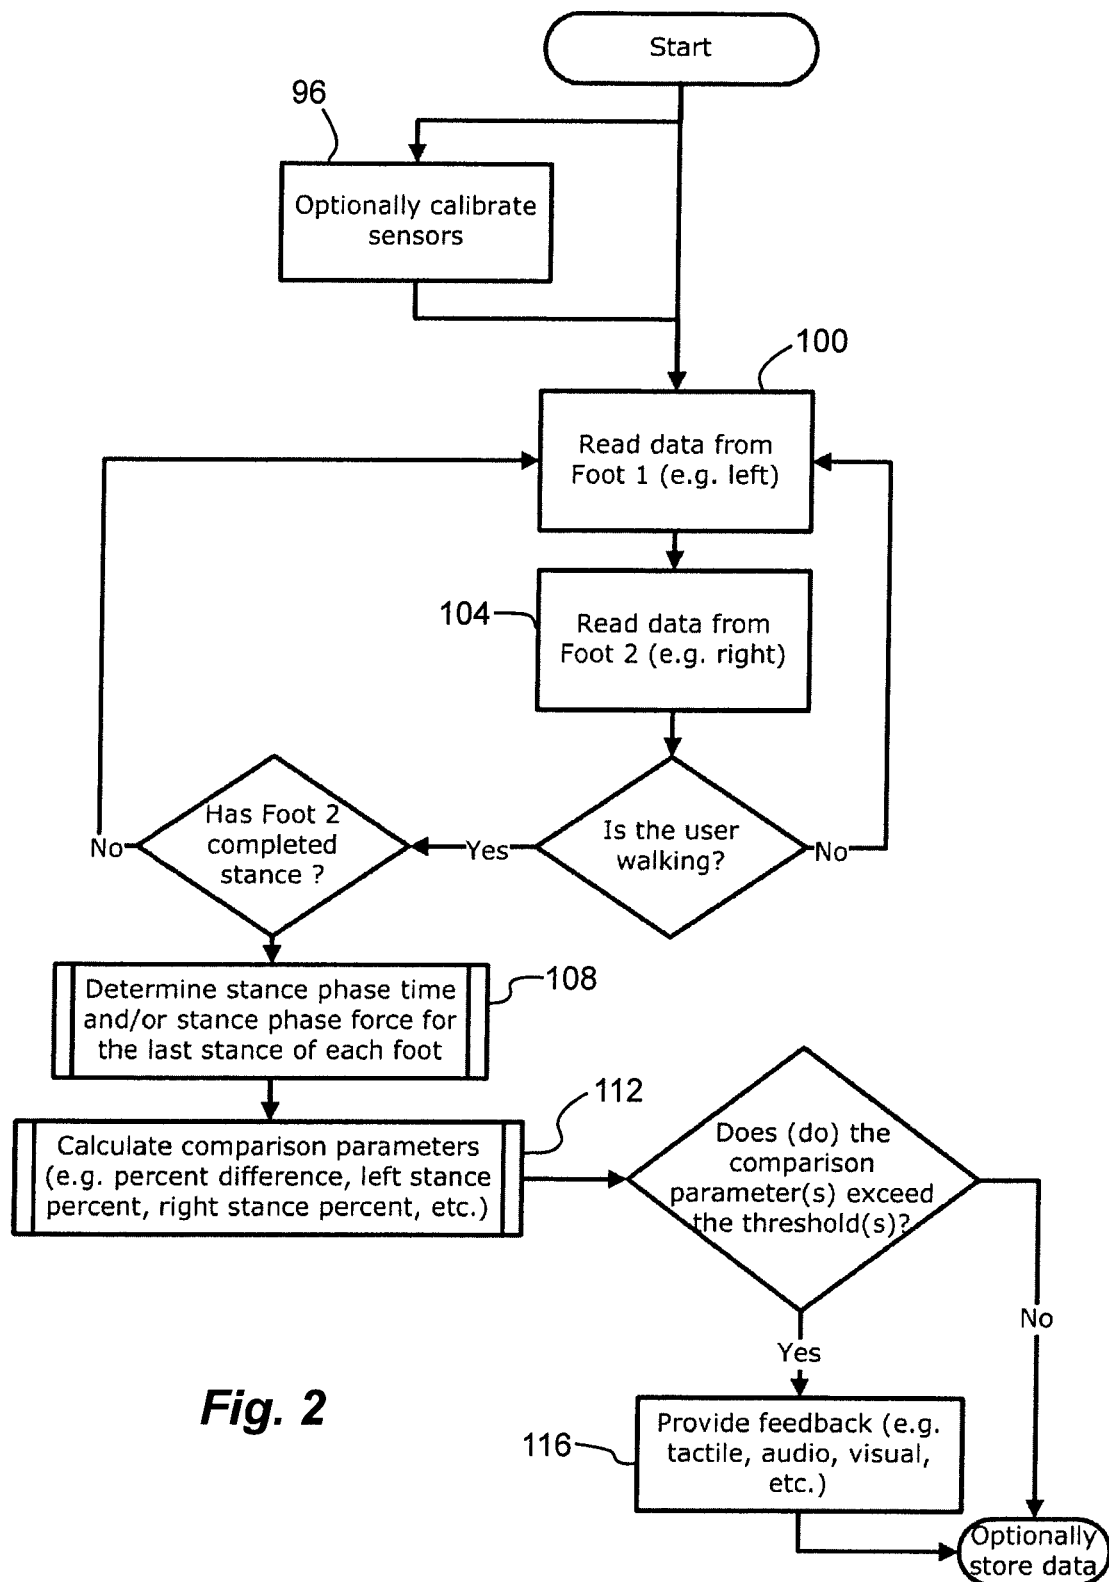 Start
96
Optionally calibrate
sensors
100
Read data from
Foot 1 (e.g. left)
104
Read data from
Foot 2 (e.g. right)
Is the user
walking?
No
Yes
Has Foot 2
completed
stance ?
No
108
Determine stance phase time
and/or stance phase force for
the last stance of each foot
112
Calculate comparison parameters
(e.g. percent difference, left stance
percent, right stance percent, etc.)
Does (do) the
comparison
parameter(s) exceed
the threshold(s)?
No
Yes
116
Provide feedback (e.g.
tactile, audio, visual,
etc.)
Optionally
store data
Fig. 2